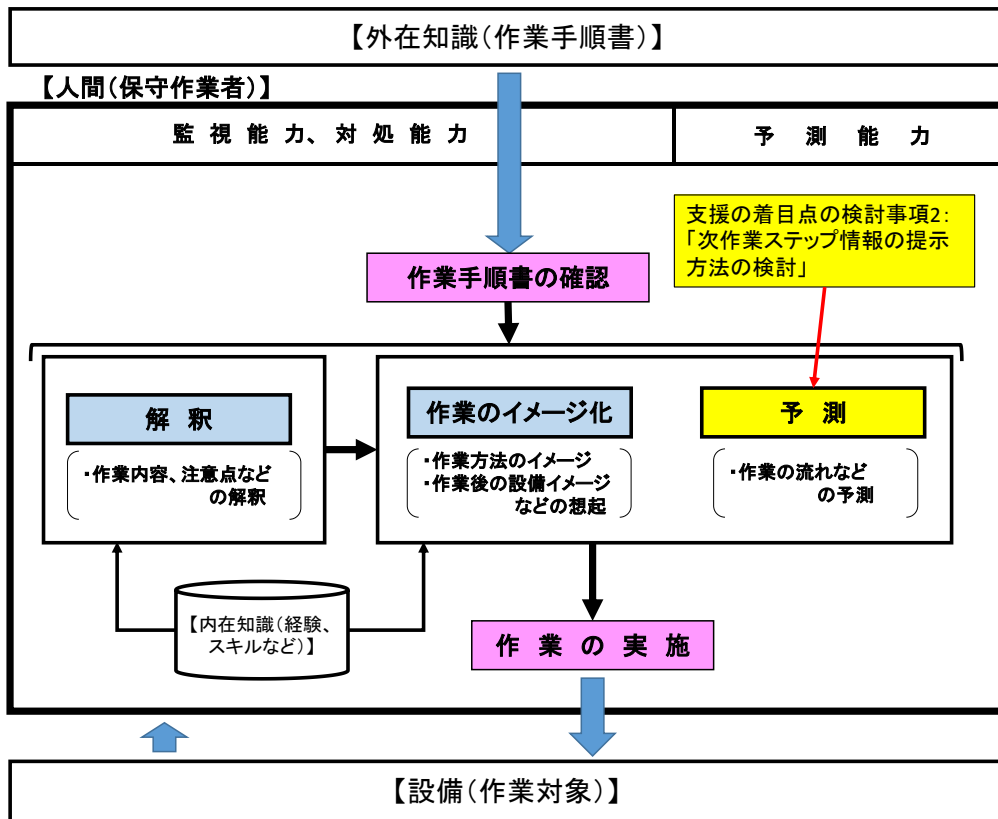 【外在知識(作業手順書)】
【人間(保守作業者)】
監視能力、対処能力
予測能力
支援の着目点の検討事項2:
「次作業ステップ情報の提示
方法の検討」
作業手順書の確認
解釈
・作業内容、注意点など
の解釈
作業のイメージ化
・作業方法のイメージ
・作業後の設備イメージ
などの想起
予測
・作業の流れなど
の予測
【内在知識(経験、
スキルなど)】
作業の実施
【設備(作業対象)】